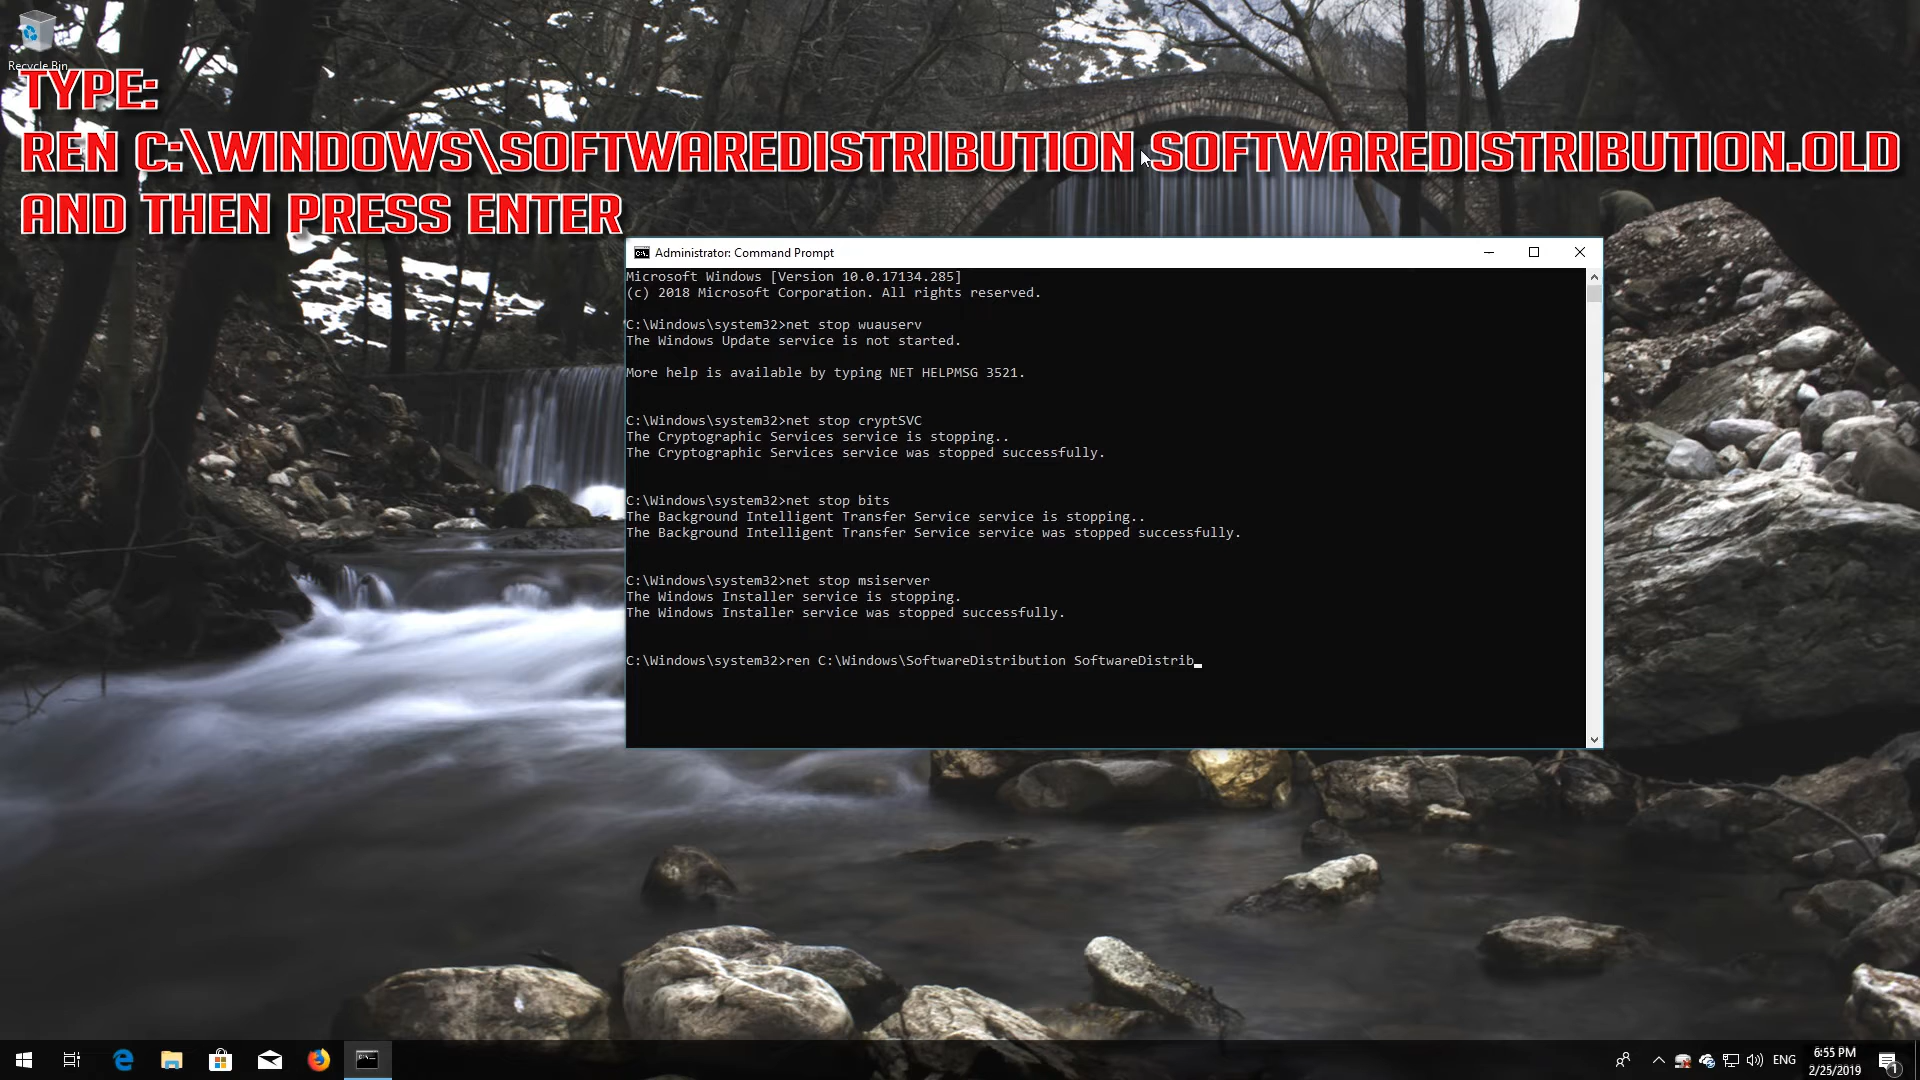 Recycle Bin
TYPE:
REN C:\WINDOWS\SOFTWAREDISTRIBUTION SOFTWAREDISTRIBUTION.OLD
AND THEN PRESS ENTER
Administrator: Command Prompt
Microsoft Windows [Version 10.0.17134.285]
(c) 2018 Microsoft Corporation. All rights reserved.
C:\Windows\system32>net stop wuauserv
The Windows Update service is not started.
More help is available by typing NET HELPMSG 3521.
C:\Windows\system32>net stop cryptSVC
The Cryptographic Services service is stopping..
The Cryptographic Services service was stopped successfully.
C:\Windows\system32>net stop bits
The Background Intelligent Transfer Service service is stopping..
The Background Intelligent Transfer Service service was stopped successfully.
C:\Windows\system32>net stop msiserver
The Windows Installer service is stopping.
The Windows Installer service was stopped successfully.
C:\Windows\system32>ren C:\Windows\SoftwareDistribution SoftwareDistrib_
ENG
6:55 PM
2/25/2019
1